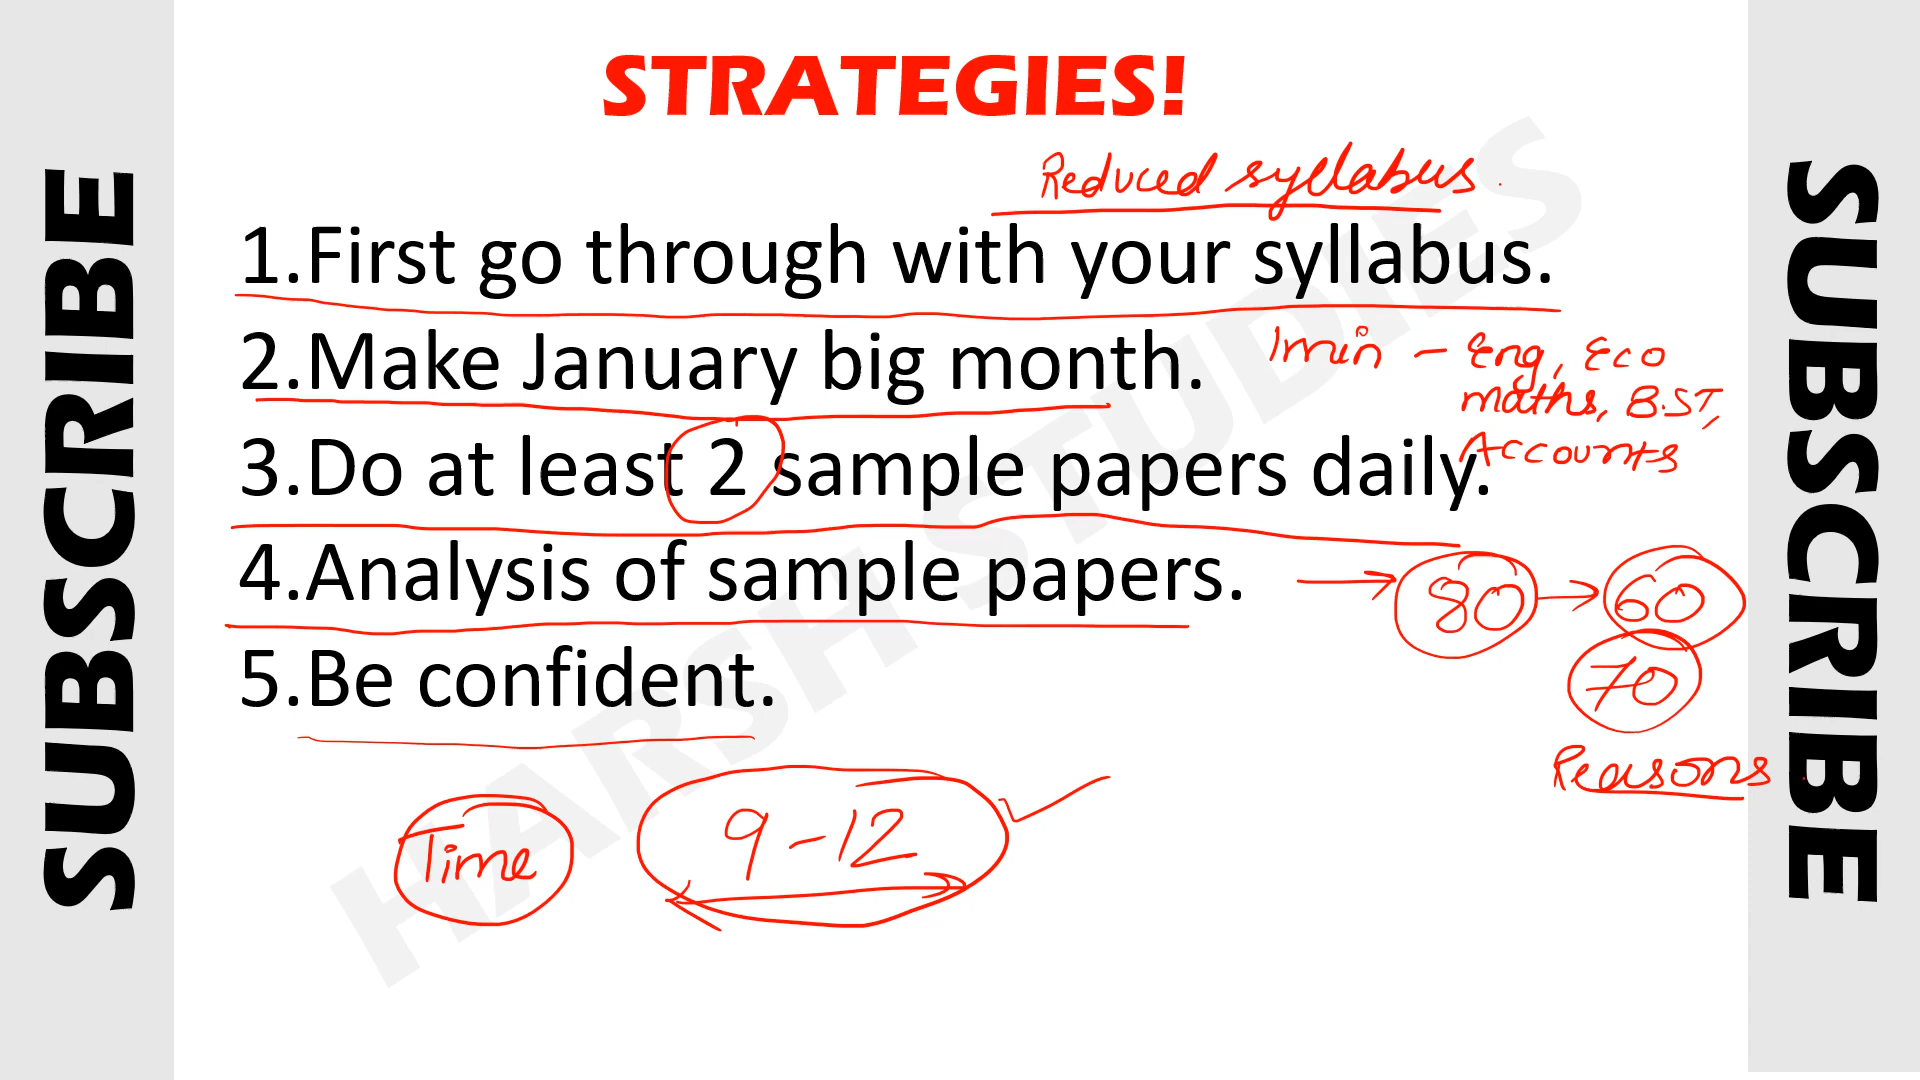 STRATEGIES!
Reduced syllabus.
1.First go through with your syllabus.
2.Make January big month.
1min - Eng, Eco
maths, B.ST,
Accounts
3.Do at least 2 sample papers daily.
4.Analysis of sample papers.
80 → 60
70
Reasons
5.Be confident.
Time
9-12
SUBSCRIBE
SUBSCRIBE
HARSH STUDIES